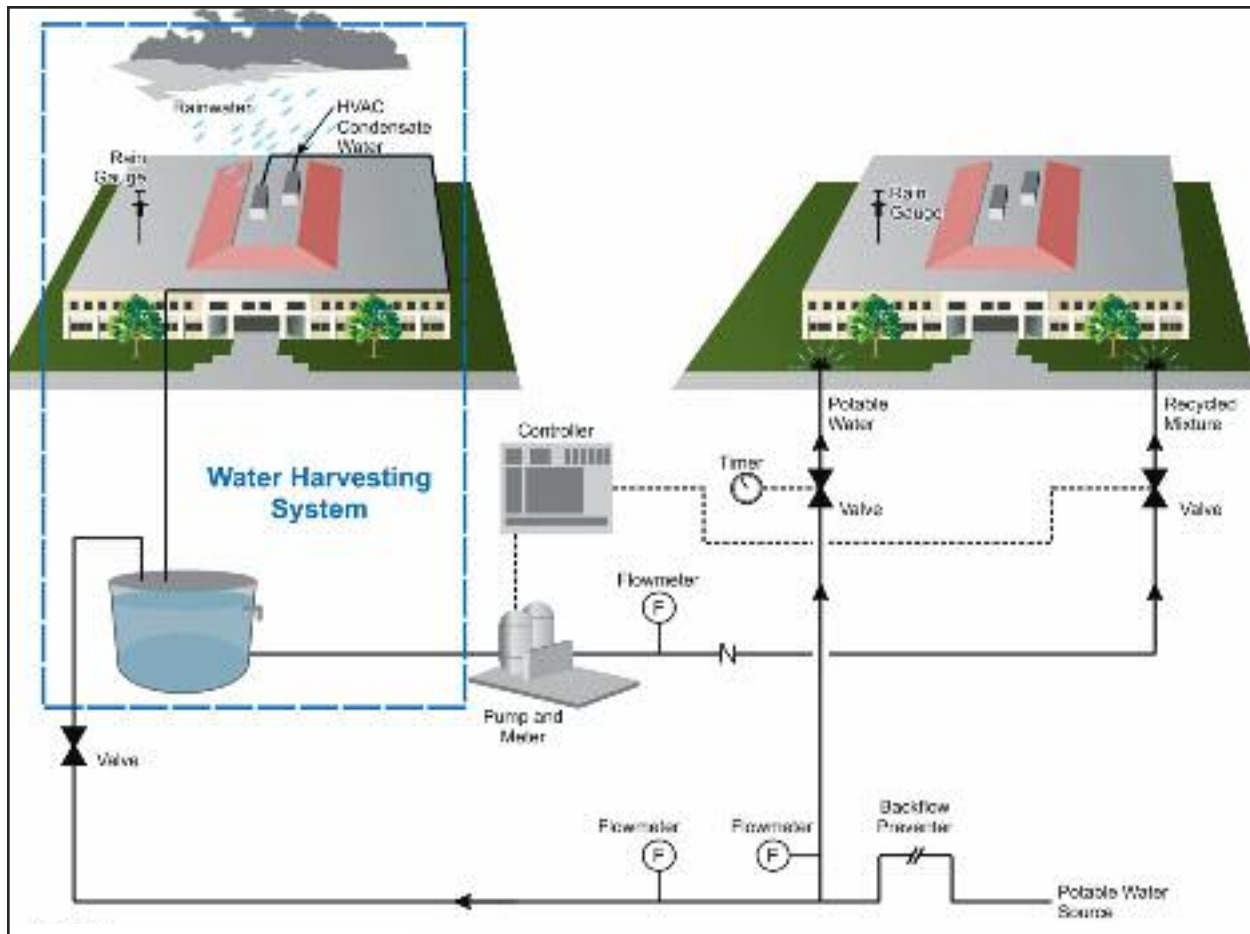 Rainwater
HVAC
Condensate
Water
Rain
Gauge
Rain
Gauge
Potable
Water
Recycled
Mixture
Controller
Timer
Valve
Valve
Water Harvesting
System
Flowmeter
F
N
Pump and
Meter
Valve
Backflow
Preventer
Flowmeter
F
Flowmeter
F
Potable Water
Source